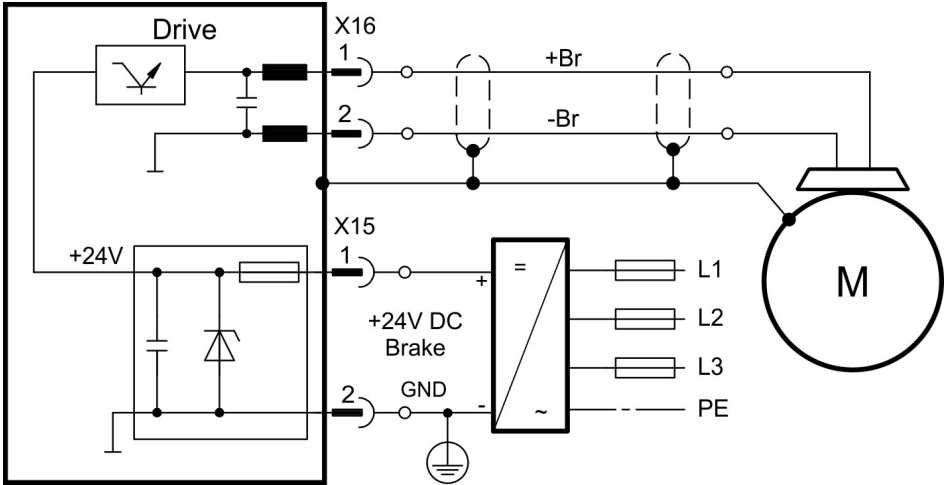 Drive
X16
1
+Br
2
-Br
X15
+24V
1
+
=
L1
+24V DC
Brake
L2
M
L3
2
GND
-
~
PE